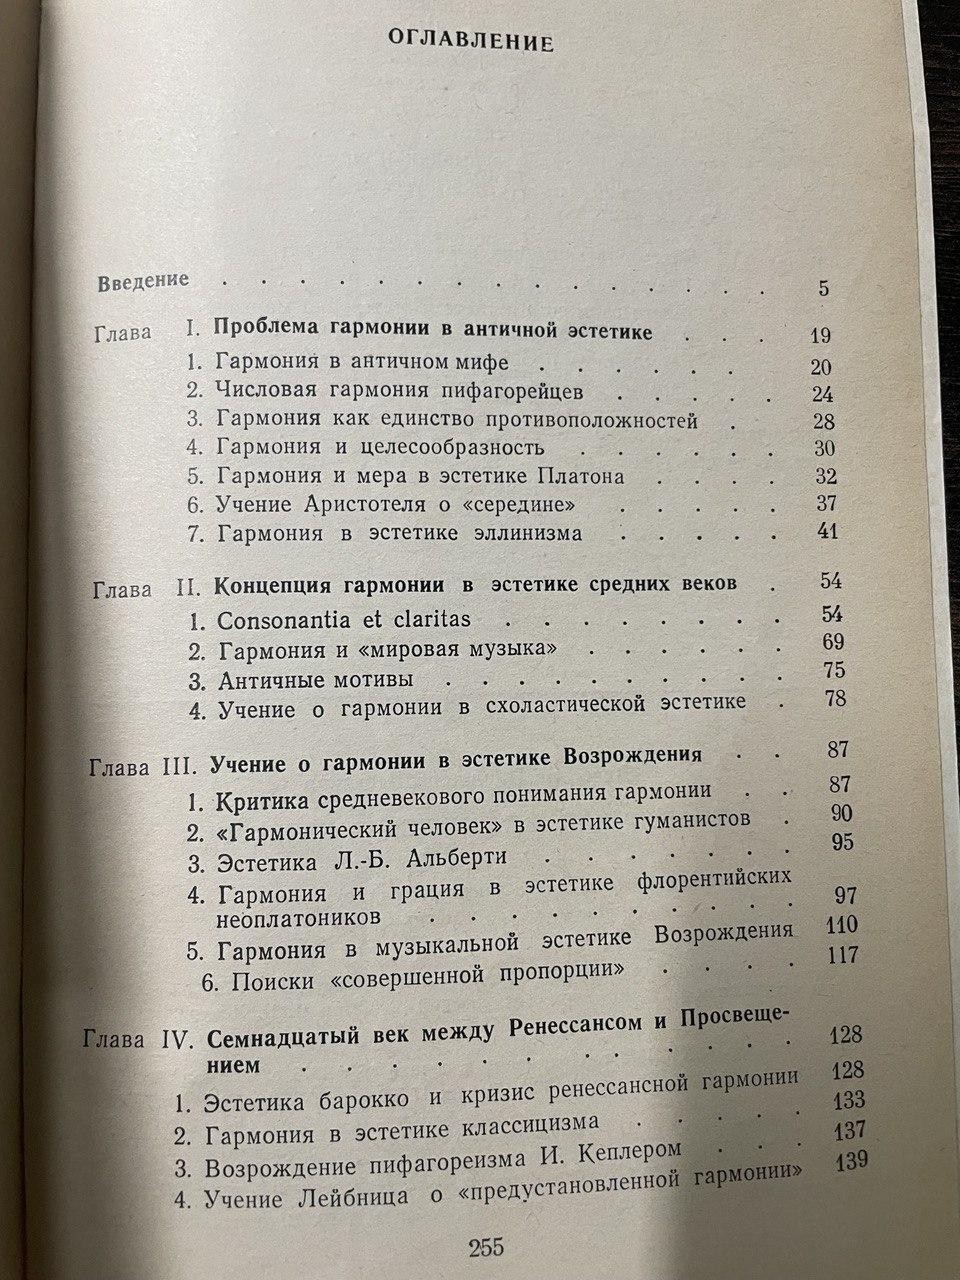 ОГЛАВЛЕНИЕ
Введение . . . . . . . . . . . . . . . 5
Глава I. Проблема гармонии в античной эстетике . . . 19
1. Гармония в античном мифе . . . . . . 20
2. Числовая гармония пифагорейцев . . . . . 24
3. Гармония как единство противоположностей . 28
4. Гармония и целесообразность . . . . . . 30
5. Гармония и мера в эстетике Платона . . . . 32
6. Учение Аристотеля о «середине» . . . . . 37
7. Гармония в эстетике эллинизма . . . . . 41
Глава II. Концепция гармонии в эстетике средних веков . 54
1. Consonantia et claritas . . . . . . . . 54
2. Гармония и «мировая музыка» . . . . . . 69
3. Античные мотивы . . . . . . . . . . 75
4. Учение о гармонии в схоластической эстетике . 78
Глава III. Учение о гармонии в эстетике Возрождения . . 87
1. Критика средневекового понимания гармонии . . 87
2. «Гармонический человек» в эстетике гуманистов . 90
3. Эстетика Л.-Б. Альберти . . . . . . . 95
4. Гармония и грация в эстетике флорентийских
неоплатоников . . . . . . . . . . 97
5. Гармония в музыкальной эстетике Возрождения 110
6. Поиски «совершенной пропорции» . . . . 117
Глава IV. Семнадцатый век между Ренессансом и Просвеще-
нием . . . . . . . . . . . . 128
1. Эстетика барокко и кризис ренессансной гармонии 128
2. Гармония в эстетике классицизма . . . . . 133
3. Возрождение пифагореизма И. Кеплером . . . 137
4. Учение Лейбница о «предустановленной гармонии» 139
255